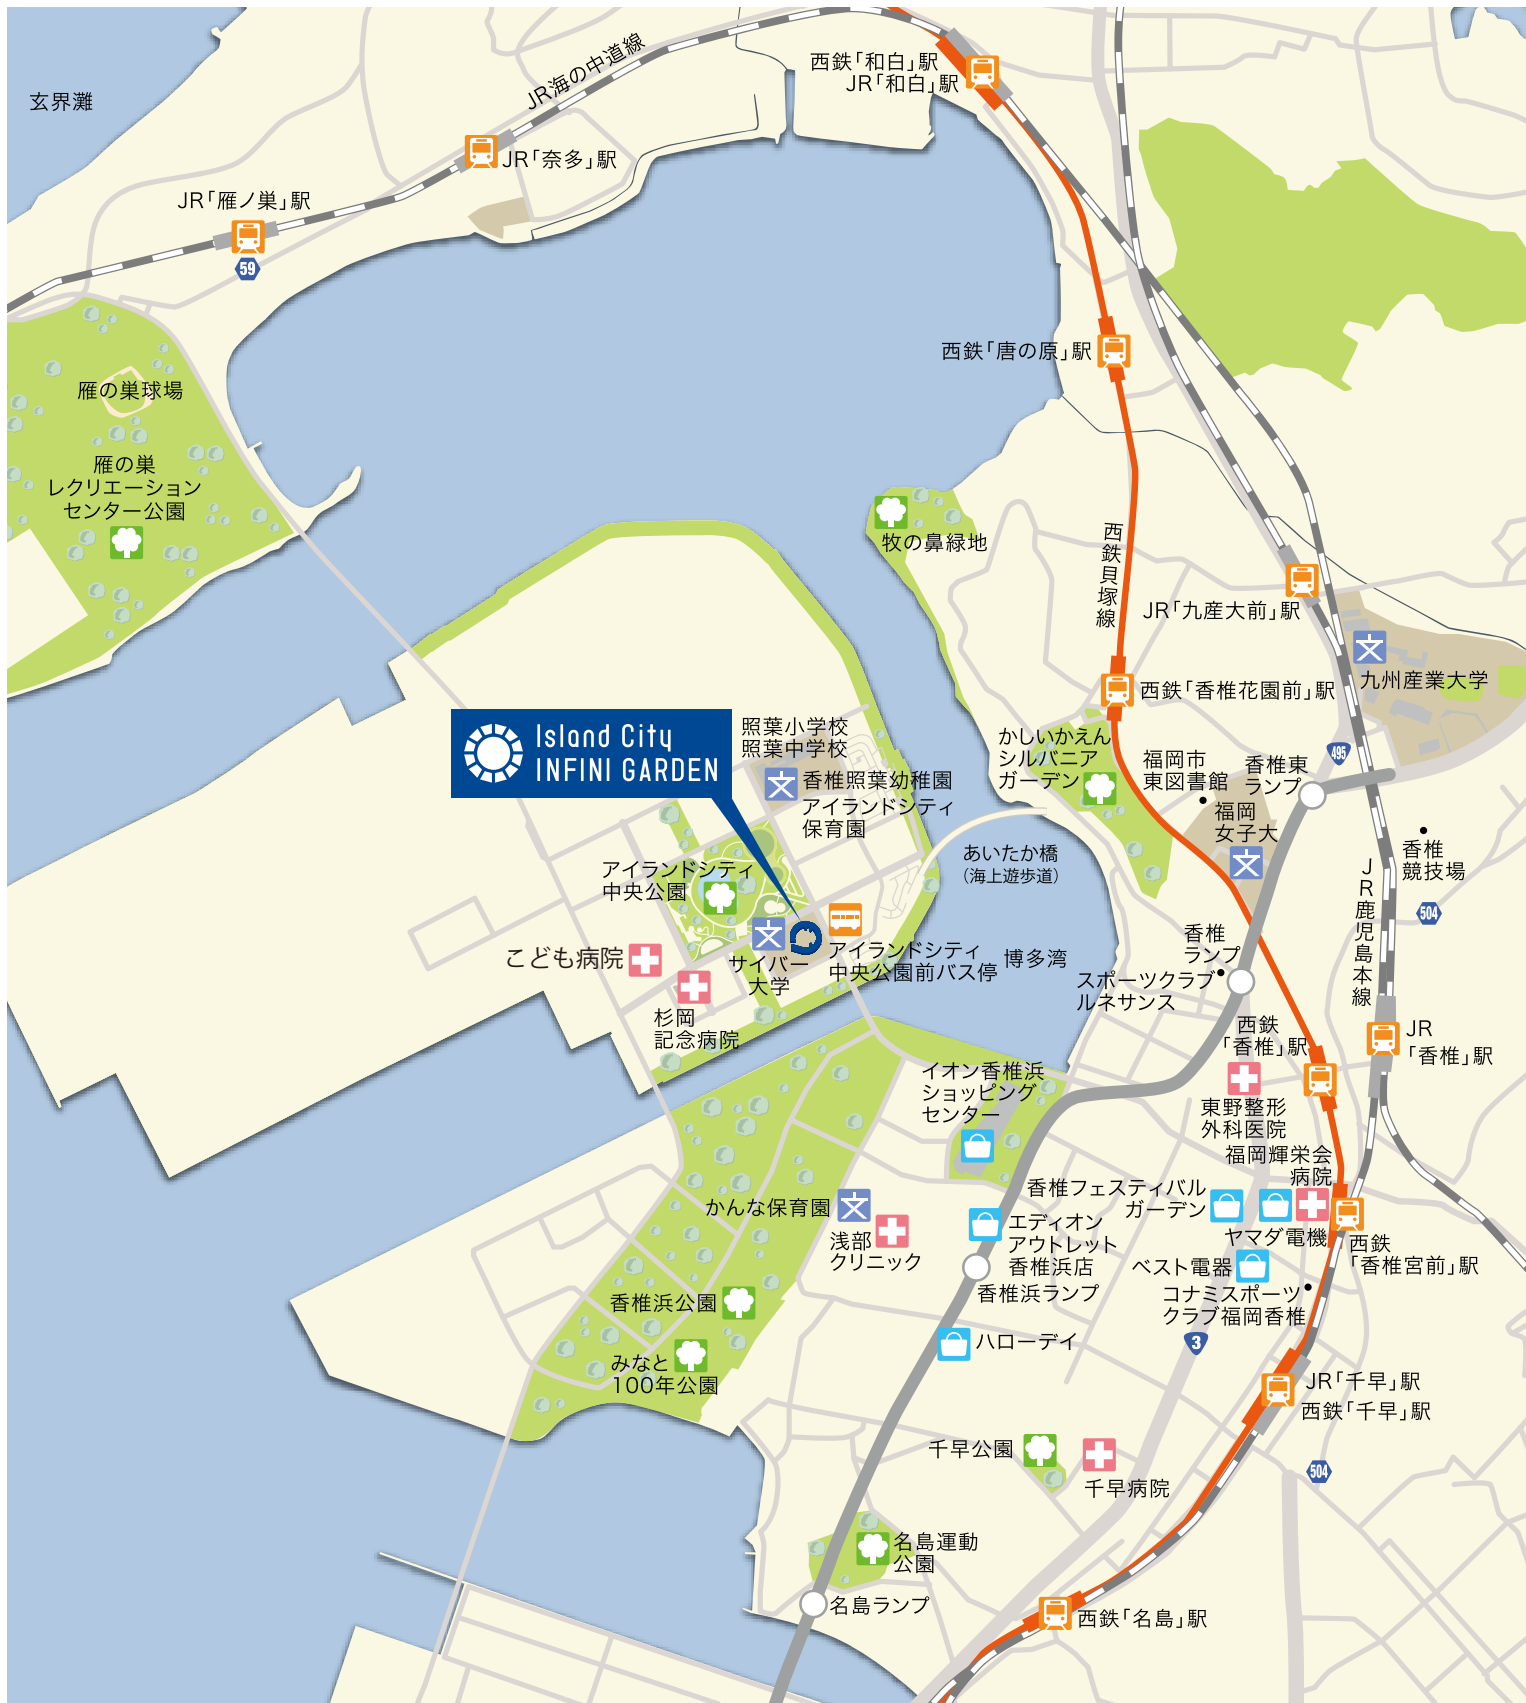 玄界灘
JR海の中道線
西鉄「和白」駅
JR「和白」駅
JR「奈多」駅
JR「雁ノ巣」駅
59
西鉄「唐の原」駅
雁の巣球場
雁の巣
レクリエーション
センター公園
牧の鼻緑地
西鉄貝塚線
JR「九産大前」駅
九州産業大学
西鉄「香椎花園前」駅
Island City
INFINI GARDEN
照葉小学校
照葉中学校
香椎照葉幼稚園
アイランドシティ
保育園
かしいかえん
シルバニア
ガーデン
福岡市
東図書館
香椎東
ランプ
495
福岡
女子大
あいたか橋
（海上遊歩道）
香椎
競技場
504
JR鹿児島本線
アイランドシティ
中央公園
こども病院
サイバー
大学
アイランドシティ
中央公園前バス停
博多湾
香椎
ランプ
スポーツクラブ
ルネサンス
杉岡
記念病院
西鉄
「香椎」駅
JR
「香椎」駅
イオン香椎浜
ショッピング
センター
東野整形
外科医院
福岡輝栄会
病院
香椎フェスティバル
ガーデン
ヤマダ電機
かんな保育園
浅部
クリニック
エディオン
アウトレット
香椎浜店
香椎浜ランプ
西鉄
「香椎宮前」駅
ベスト電器
コナミスポーツ
クラブ福岡香椎
香椎浜公園
ハローデイ
3
みなと
100年公園
JR「千早」駅
西鉄「千早」駅
千早公園
千早病院
504
名島運動
公園
名島ランプ
西鉄「名島」駅